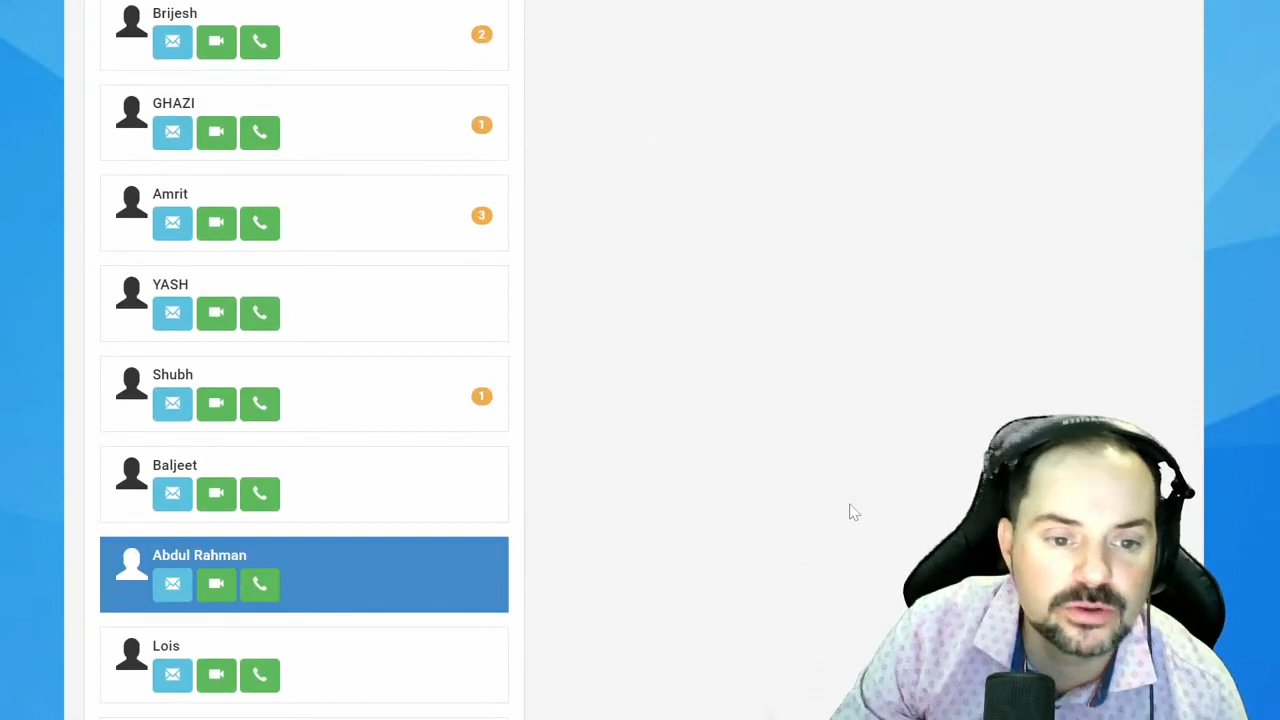 Brijesh
2
GHAZI
1
Amrit
3
YASH
Shubh
1
Baljeet
Abdul Rahman
Lois